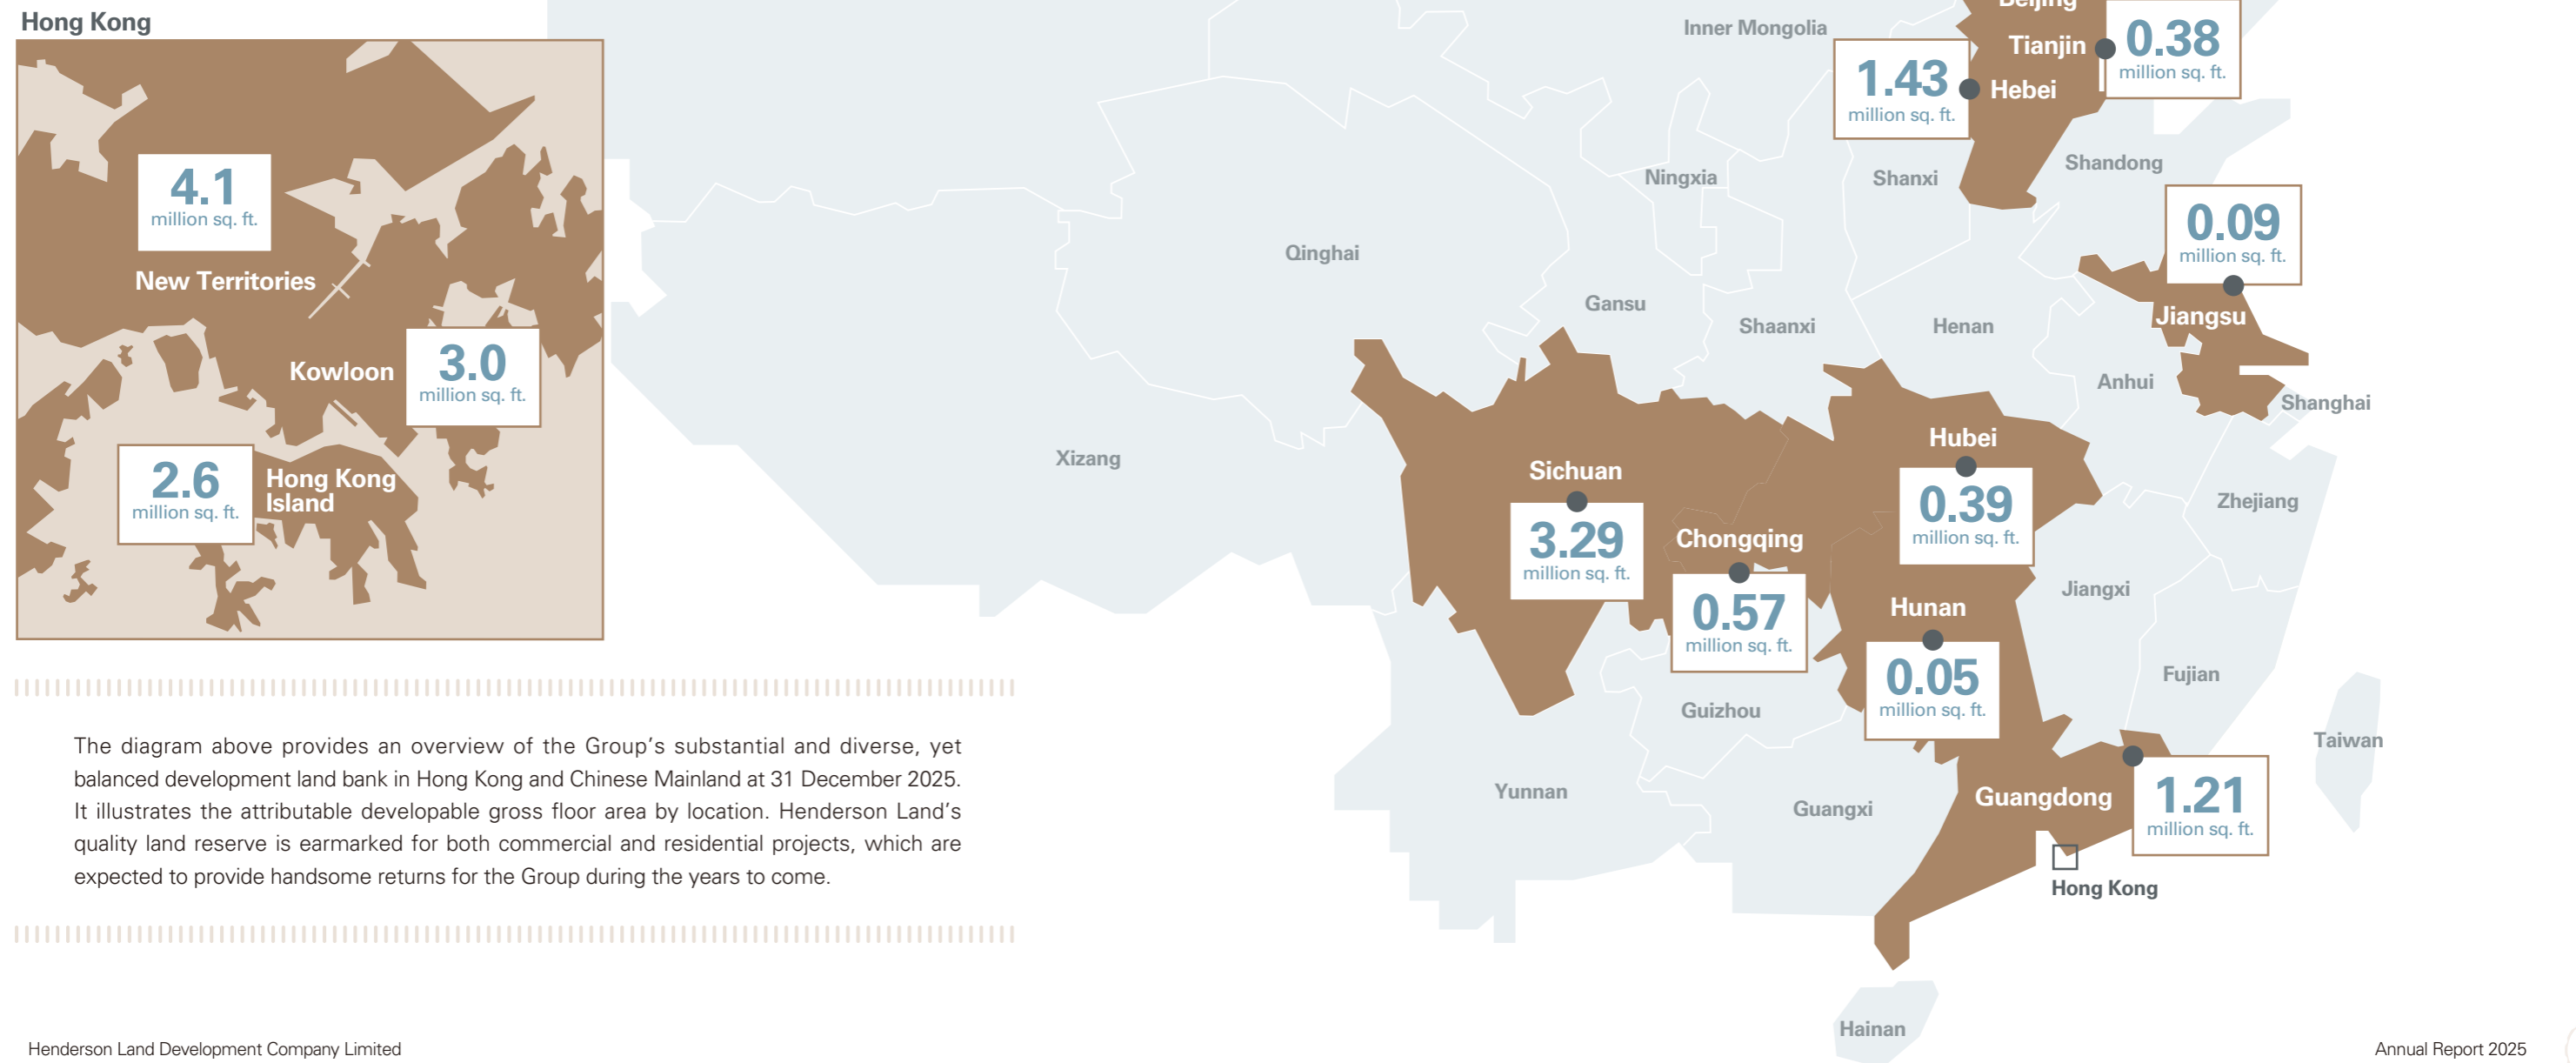 Hong Kong
4.1
million sq. ft.
New Territories
Kowloon
3.0
million sq. ft.
2.6
million sq. ft.
Hong Kong
Island
The diagram above provides an overview of the Group’s substantial and diverse, yet
balanced development land bank in Hong Kong and Chinese Mainland at 31 December 2025.
It illustrates the attributable developable gross floor area by location. Henderson Land’s
quality land reserve is earmarked for both commercial and residential projects, which are
expected to provide handsome returns for the Group during the years to come.
Beijing
Inner Mongolia
Tianjin
0.38
million sq. ft.
1.43
million sq. ft.
Hebei
Shandong
Ningxia
Shanxi
0.09
million sq. ft.
Qinghai
Gansu
Shaanxi
Henan
Jiangsu
Anhui
Shanghai
Xizang
Sichuan
3.29
million sq. ft.
Hubei
0.39
million sq. ft.
Zhejiang
Chongqing
0.57
million sq. ft.
Jiangxi
Hunan
0.05
million sq. ft.
Fujian
Guizhou
Taiwan
Yunnan
Guangxi
Guangdong
1.21
million sq. ft.
Hong Kong
Hainan
Henderson Land Development Company Limited
Annual Report 2025